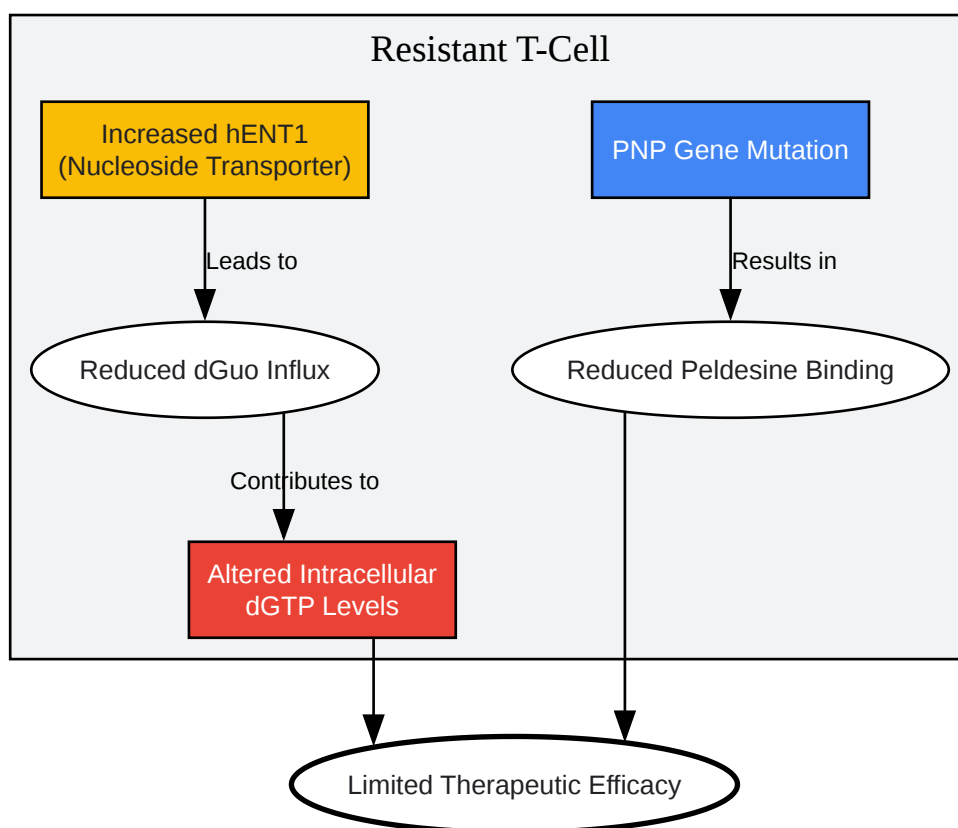 Resistant T-Cell
Increased hENT1
(Nucleoside Transporter)
PNP Gene Mutation
Leads to
Results in
Reduced dGuo Influx
Reduced Peldesine Binding
Contributes to
Altered Intracellular
dGTP Levels
Limited Therapeutic Efficacy